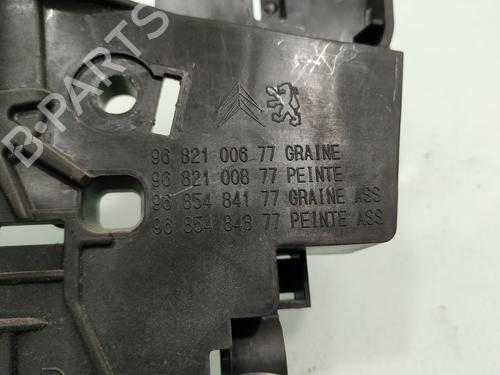 B-PARTS
96 821 006 77 GRAINE
96 821 008 77 PEINTE
96 854 841 77 GRAINE ASS
96 854 843 77 PEINTE ASS